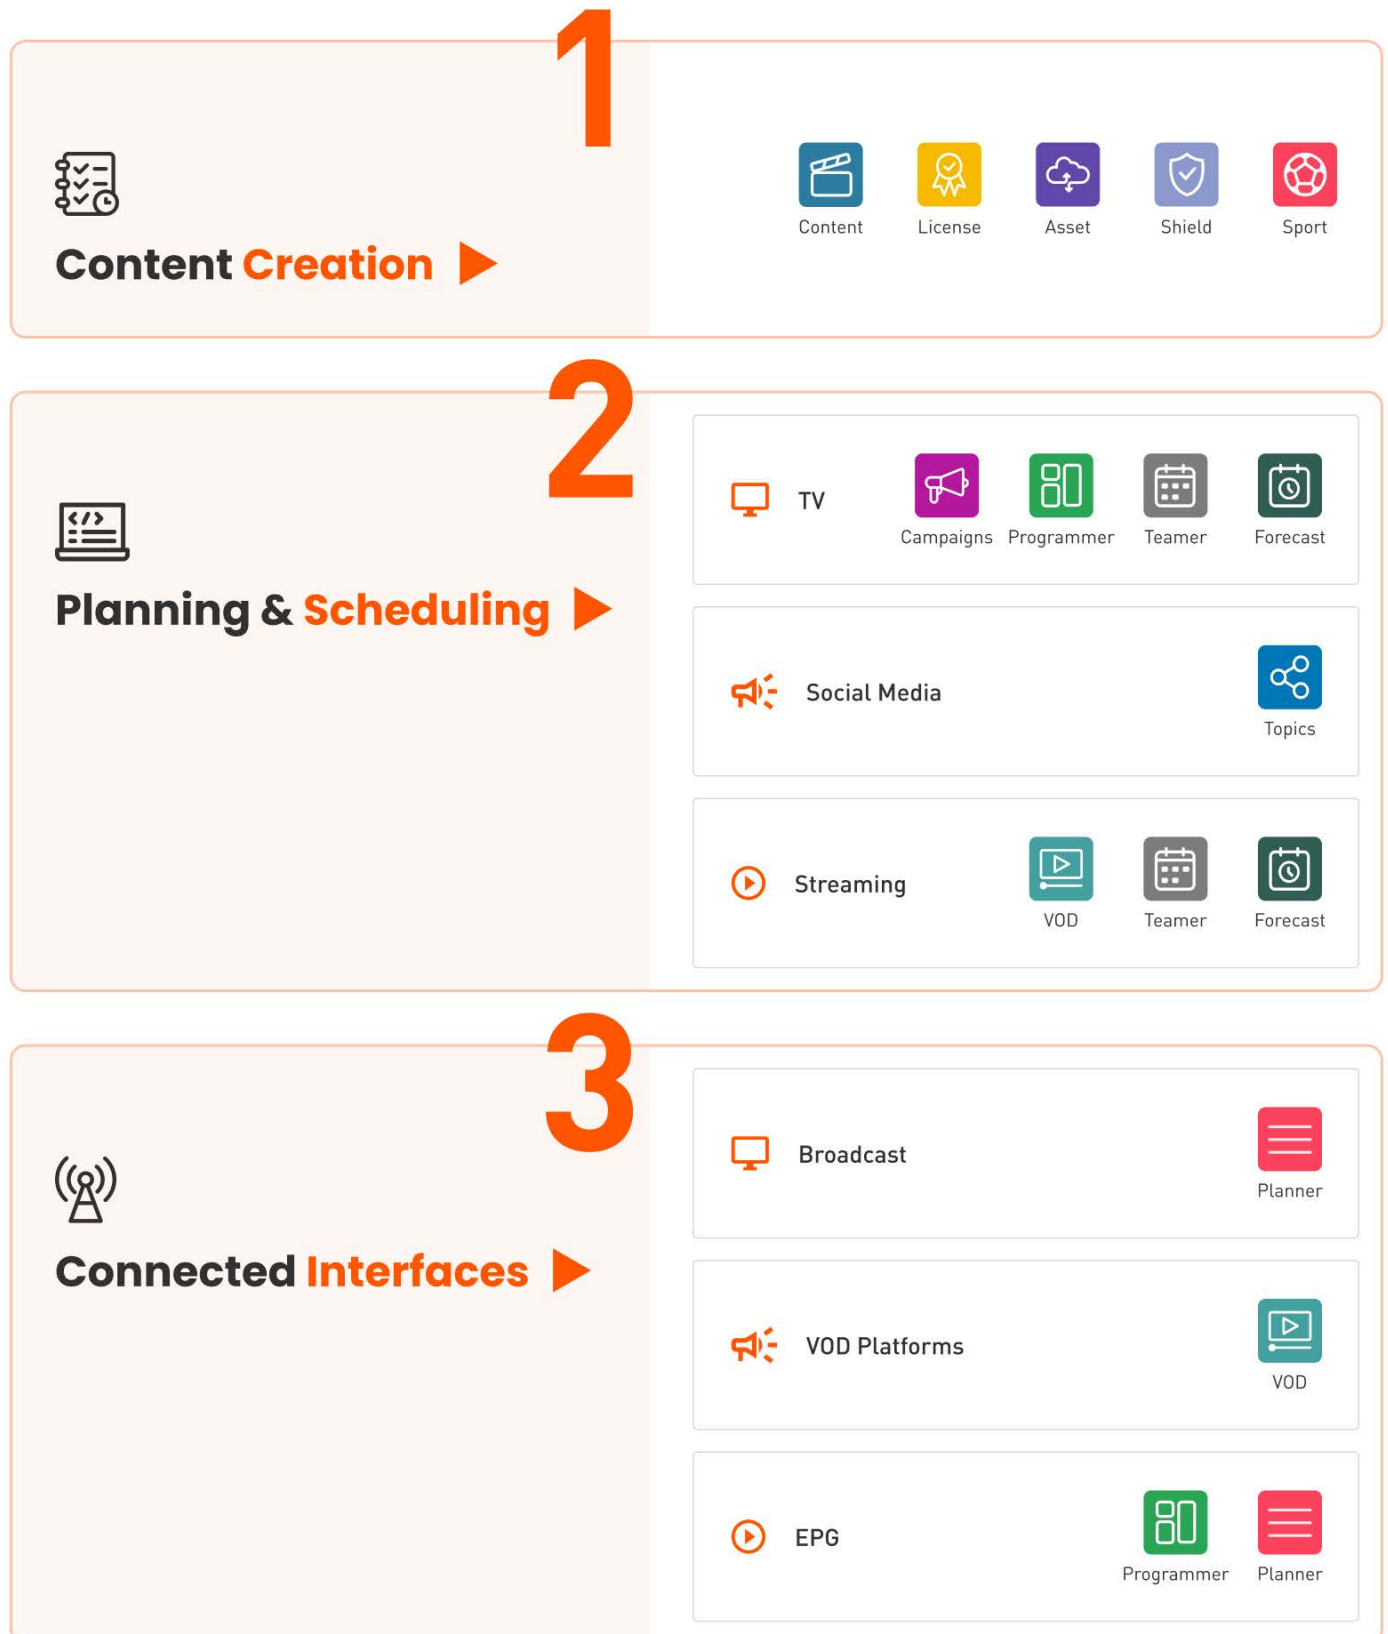 1
Content Creation
Content License Asset Shield Sport
2
Planning & Scheduling
TV
Campaigns Programmer Teamer Forecast
Social Media
Topics
Streaming
VOD Teamer Forecast
3
Connected Interfaces
Broadcast
Planner
VOD Platforms
VOD
EPG
Programmer Planner